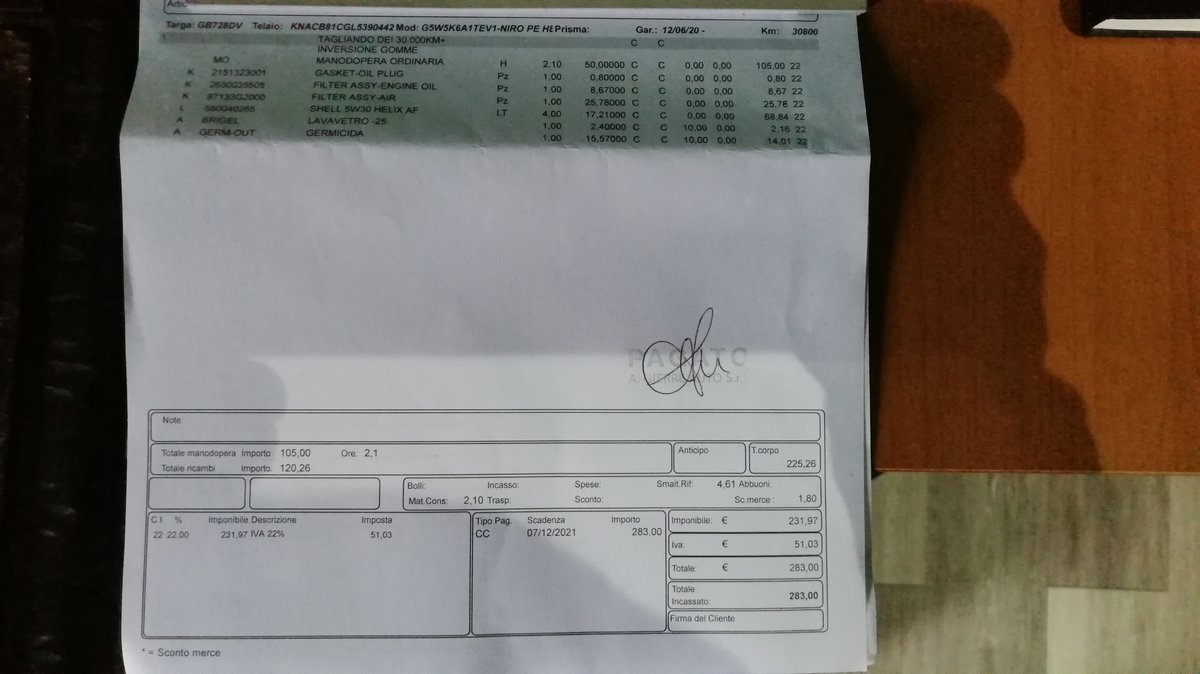 Artic
Targa: GB728DV Telaio: KNACB81CGL5390442 Mod: G5W5K6A1TEV1-NIRO PE HE Prisma: Gar.: 12/06/20 - Km: 30800
TAGLIANDO DEI 30.000KM+ C C
INVERSIONE GOMME
MO MANODOPERA ORDINARIA H 2,10 50,00000 C C 0,00 0,00 105,00 22
K 2151323001 GASKET-OIL PLUG Pz 1,00 0,80000 C C 0,00 0,00 0,80 22
K 2630035505 FILTER ASSY-ENGINE OIL Pz 1,00 8,67000 C C 0,00 0,00 8,67 22
K 97133G2000 FILTER ASSY-AIR Pz 1,00 25,78000 C C 0,00 0,00 25,78 22
L 550046265 SHELL 5W30 HELIX AF LT 4,00 17,21000 C C 0,00 0,00 68,84 22
A BRIGEL LAVAVETRO -25 1,00 2,40000 C C 10,00 0,00 2,16 22
A GERM-OUT GERMICIDA 1,00 15,57000 C C 10,00 0,00 14,01 22
PAGATO
Note
Totale manodopera Importo: 105,00 Ore: 2,1
Totale ricambi Importo 120,26
Anticipo
T.corpo
225,26
Bolli: Incasso: Spese: Smalt.Rif: 4,61 Abbuoni:
Mat.Cons: 2,10 Trasp: Sconto: Sc.merce : 1,80
C.I. % Imponibile Descrizione Imposta
22 22.00 231,97 IVA 22% 51,03
Tipo Pag. Scadenza Importo
CC 07/12/2021 283,00
Imponibile: € 231,97
Iva: € 51,03
Totale: € 283,00
Totale
Incassato: 283,00
Firma del Cliente
* = Sconto merce